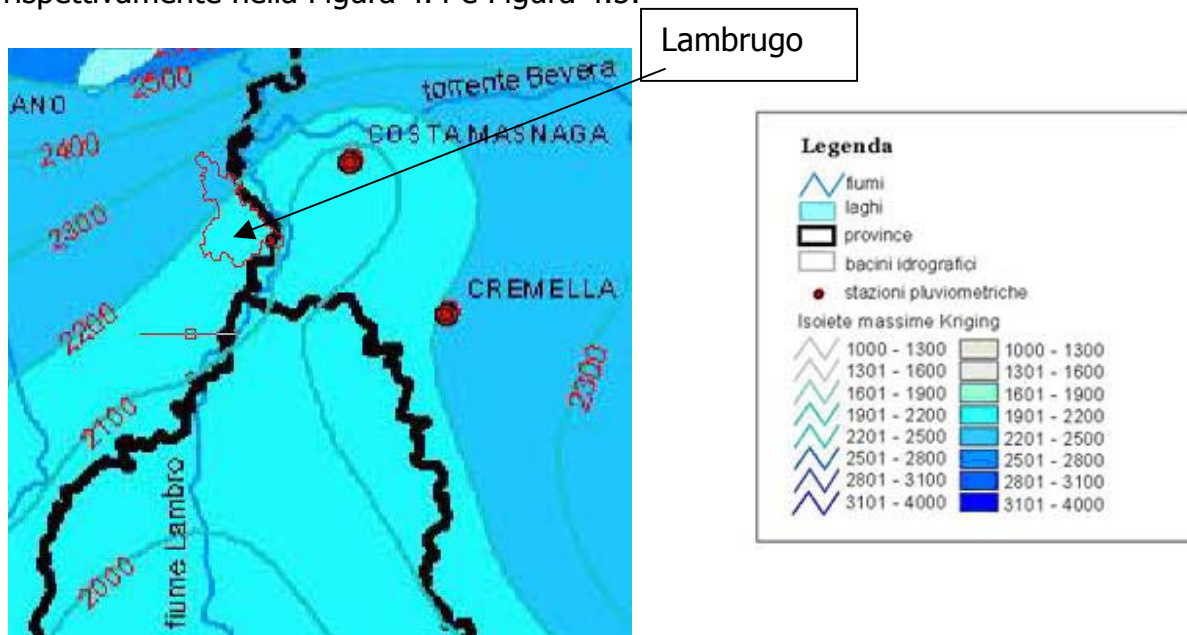 rispettivamente nella Figura 4.4 e Figura 4.5.
Lambrugo
2500
torrente Bevera
ANO
COSTAMASNAGA
2400
2300
CREMELLA
2200
2300
2100
fiume Lambro
2000
Legenda
fiumi
laghi
province
bacini idrografici
stazioni pluviometriche
Isoiete massime Kriging
1000 - 1300 1000 - 1300
1301 - 1600 1301 - 1600
1601 - 1900 1601 - 1900
1901 - 2200 1901 - 2200
2201 - 2500 2201 - 2500
2501 - 2800 2501 - 2800
2801 - 3100 2801 - 3100
3101 - 4000 3101 - 4000